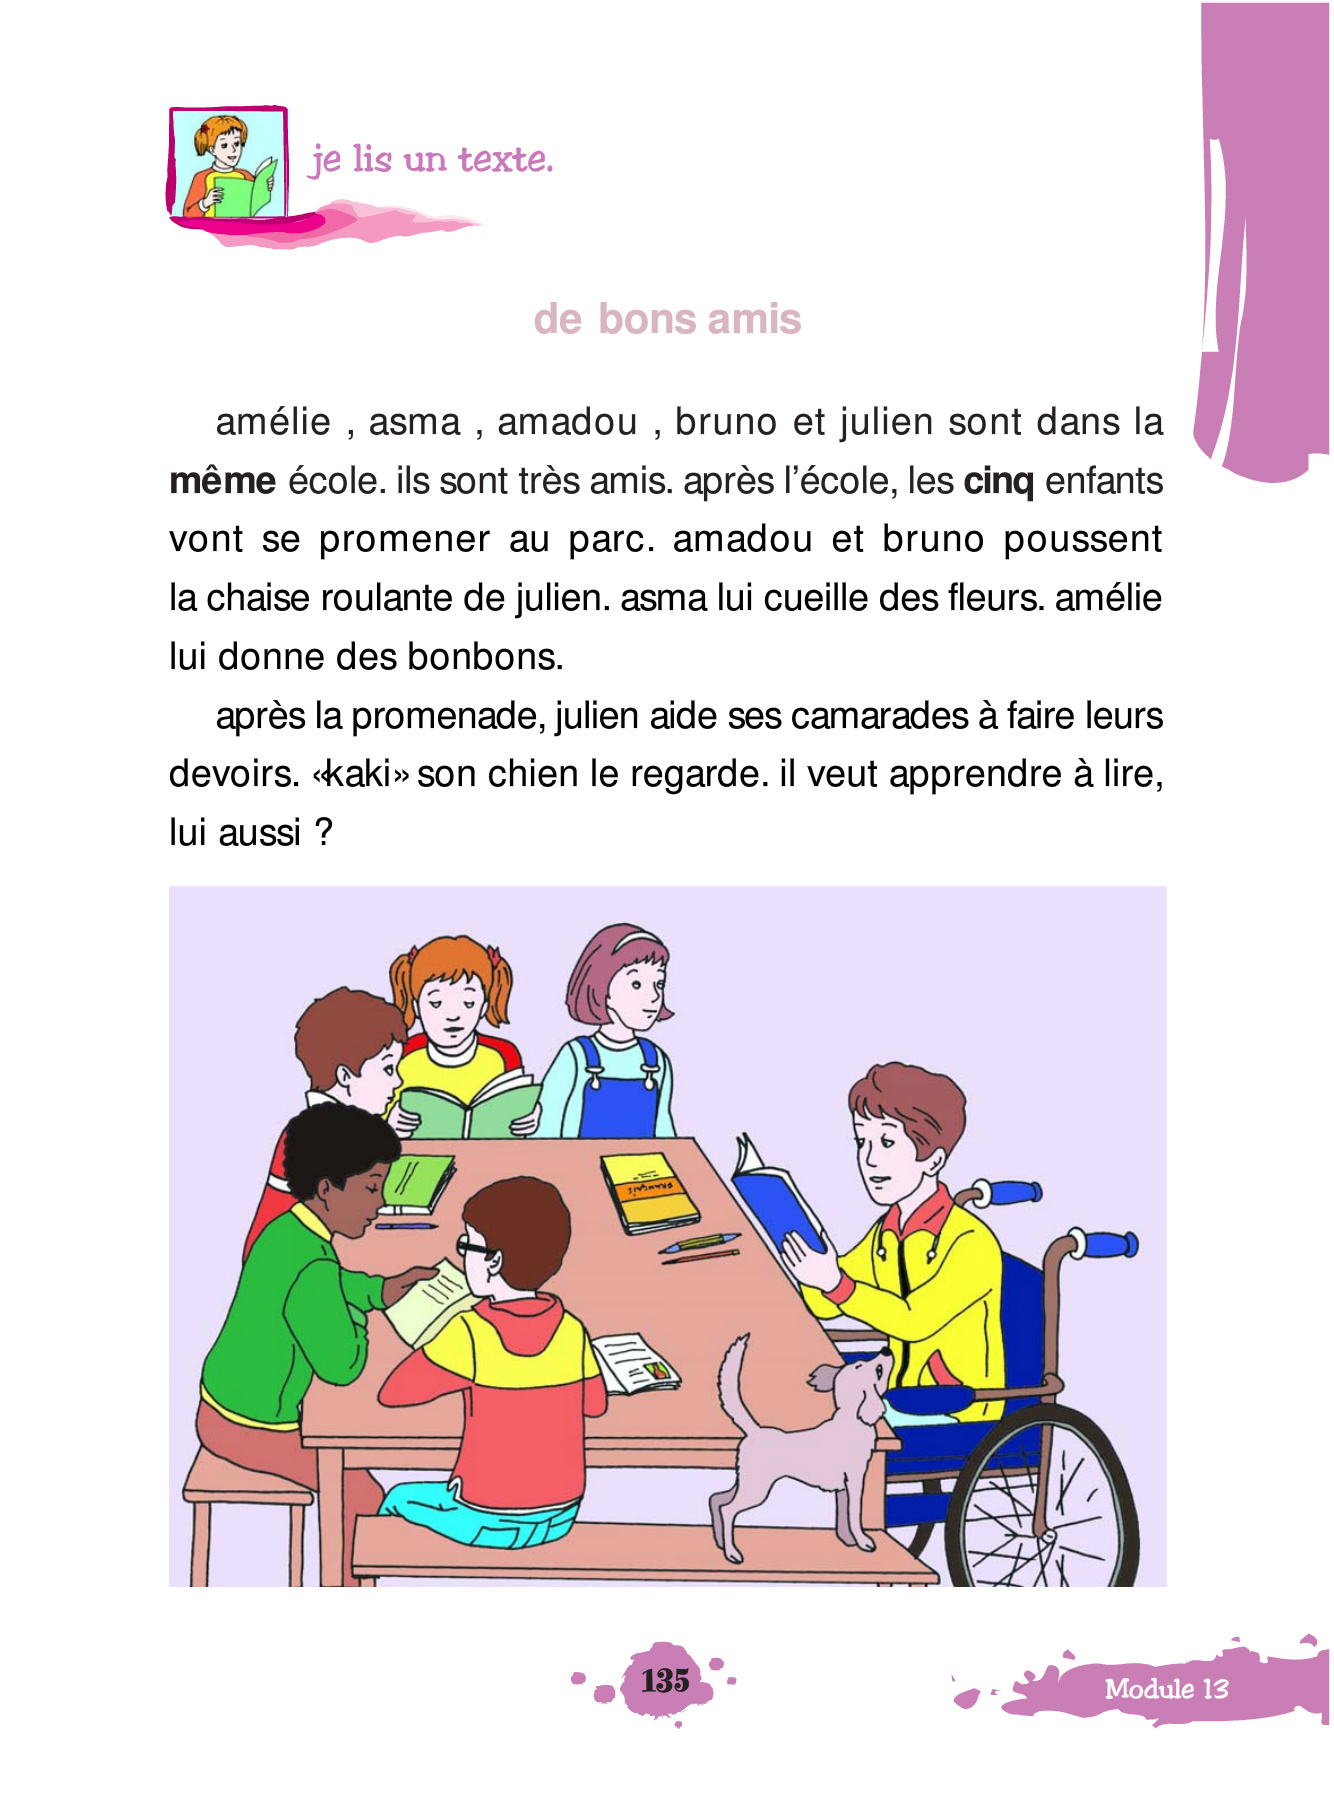 je lis un texte.
de bons amis
amélie , asma , amadou , bruno et julien sont dans la
même école. ils sont très amis. après l’école, les cinq enfants
vont se promener au parc. amadou et bruno poussent
la chaise roulante de julien. asma lui cueille des fleurs. amélie
lui donne des bonbons.
après la promenade, julien aide ses camarades à faire leurs
devoirs. «kaki» son chien le regarde. il veut apprendre à lire,
lui aussi ?
FRANÇAIS
135
Module 13